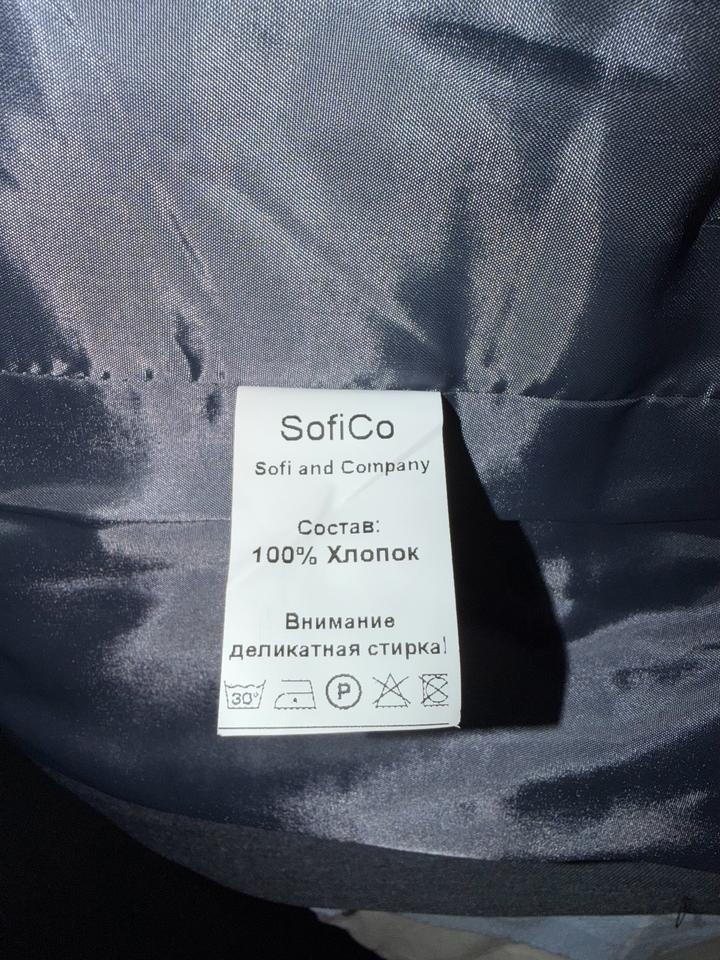 SofiCo
Sofi and Company
Состав:
100% Хлопок
Внимание
деликатная стирка!
30° P